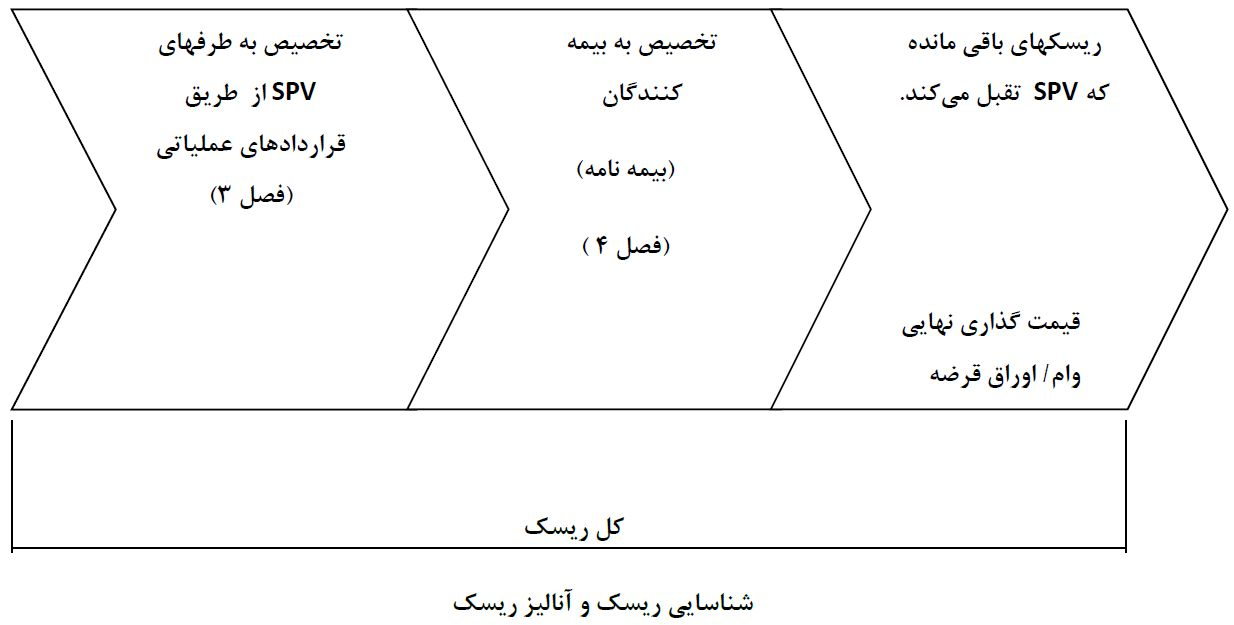 تخصیص به طرفهای
SPV از طریق
قراردادهای عملیاتی
(فصل ۳)
تخصیص به بیمه
کنندگان
(بیمه نامه)
(فصل ۴ )
ریسکهای باقی مانده
که SPV تقبل می‌کند.
قیمت گذاری نهایی
وام/ اوراق قرضه
کل ریسک
شناسایی ریسک و آنالیز ریسک